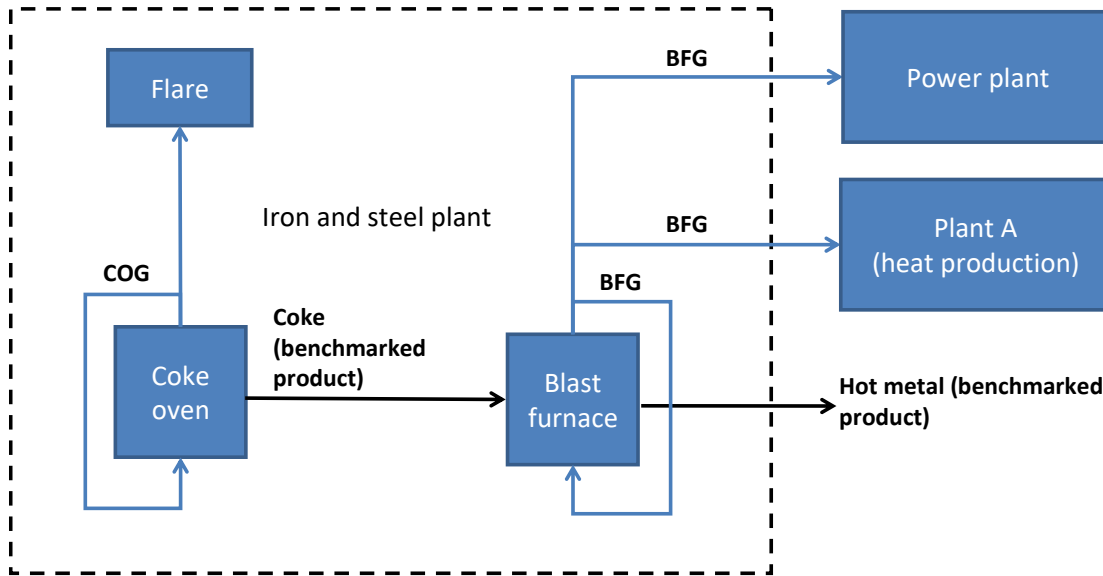 BFG
Power plant
Flare
Iron and steel plant
BFG
Plant A
(heat production)
COG
BFG
Coke
(benchmarked
product)
Coke
oven
Blast
furnace
Hot metal (benchmarked
product)